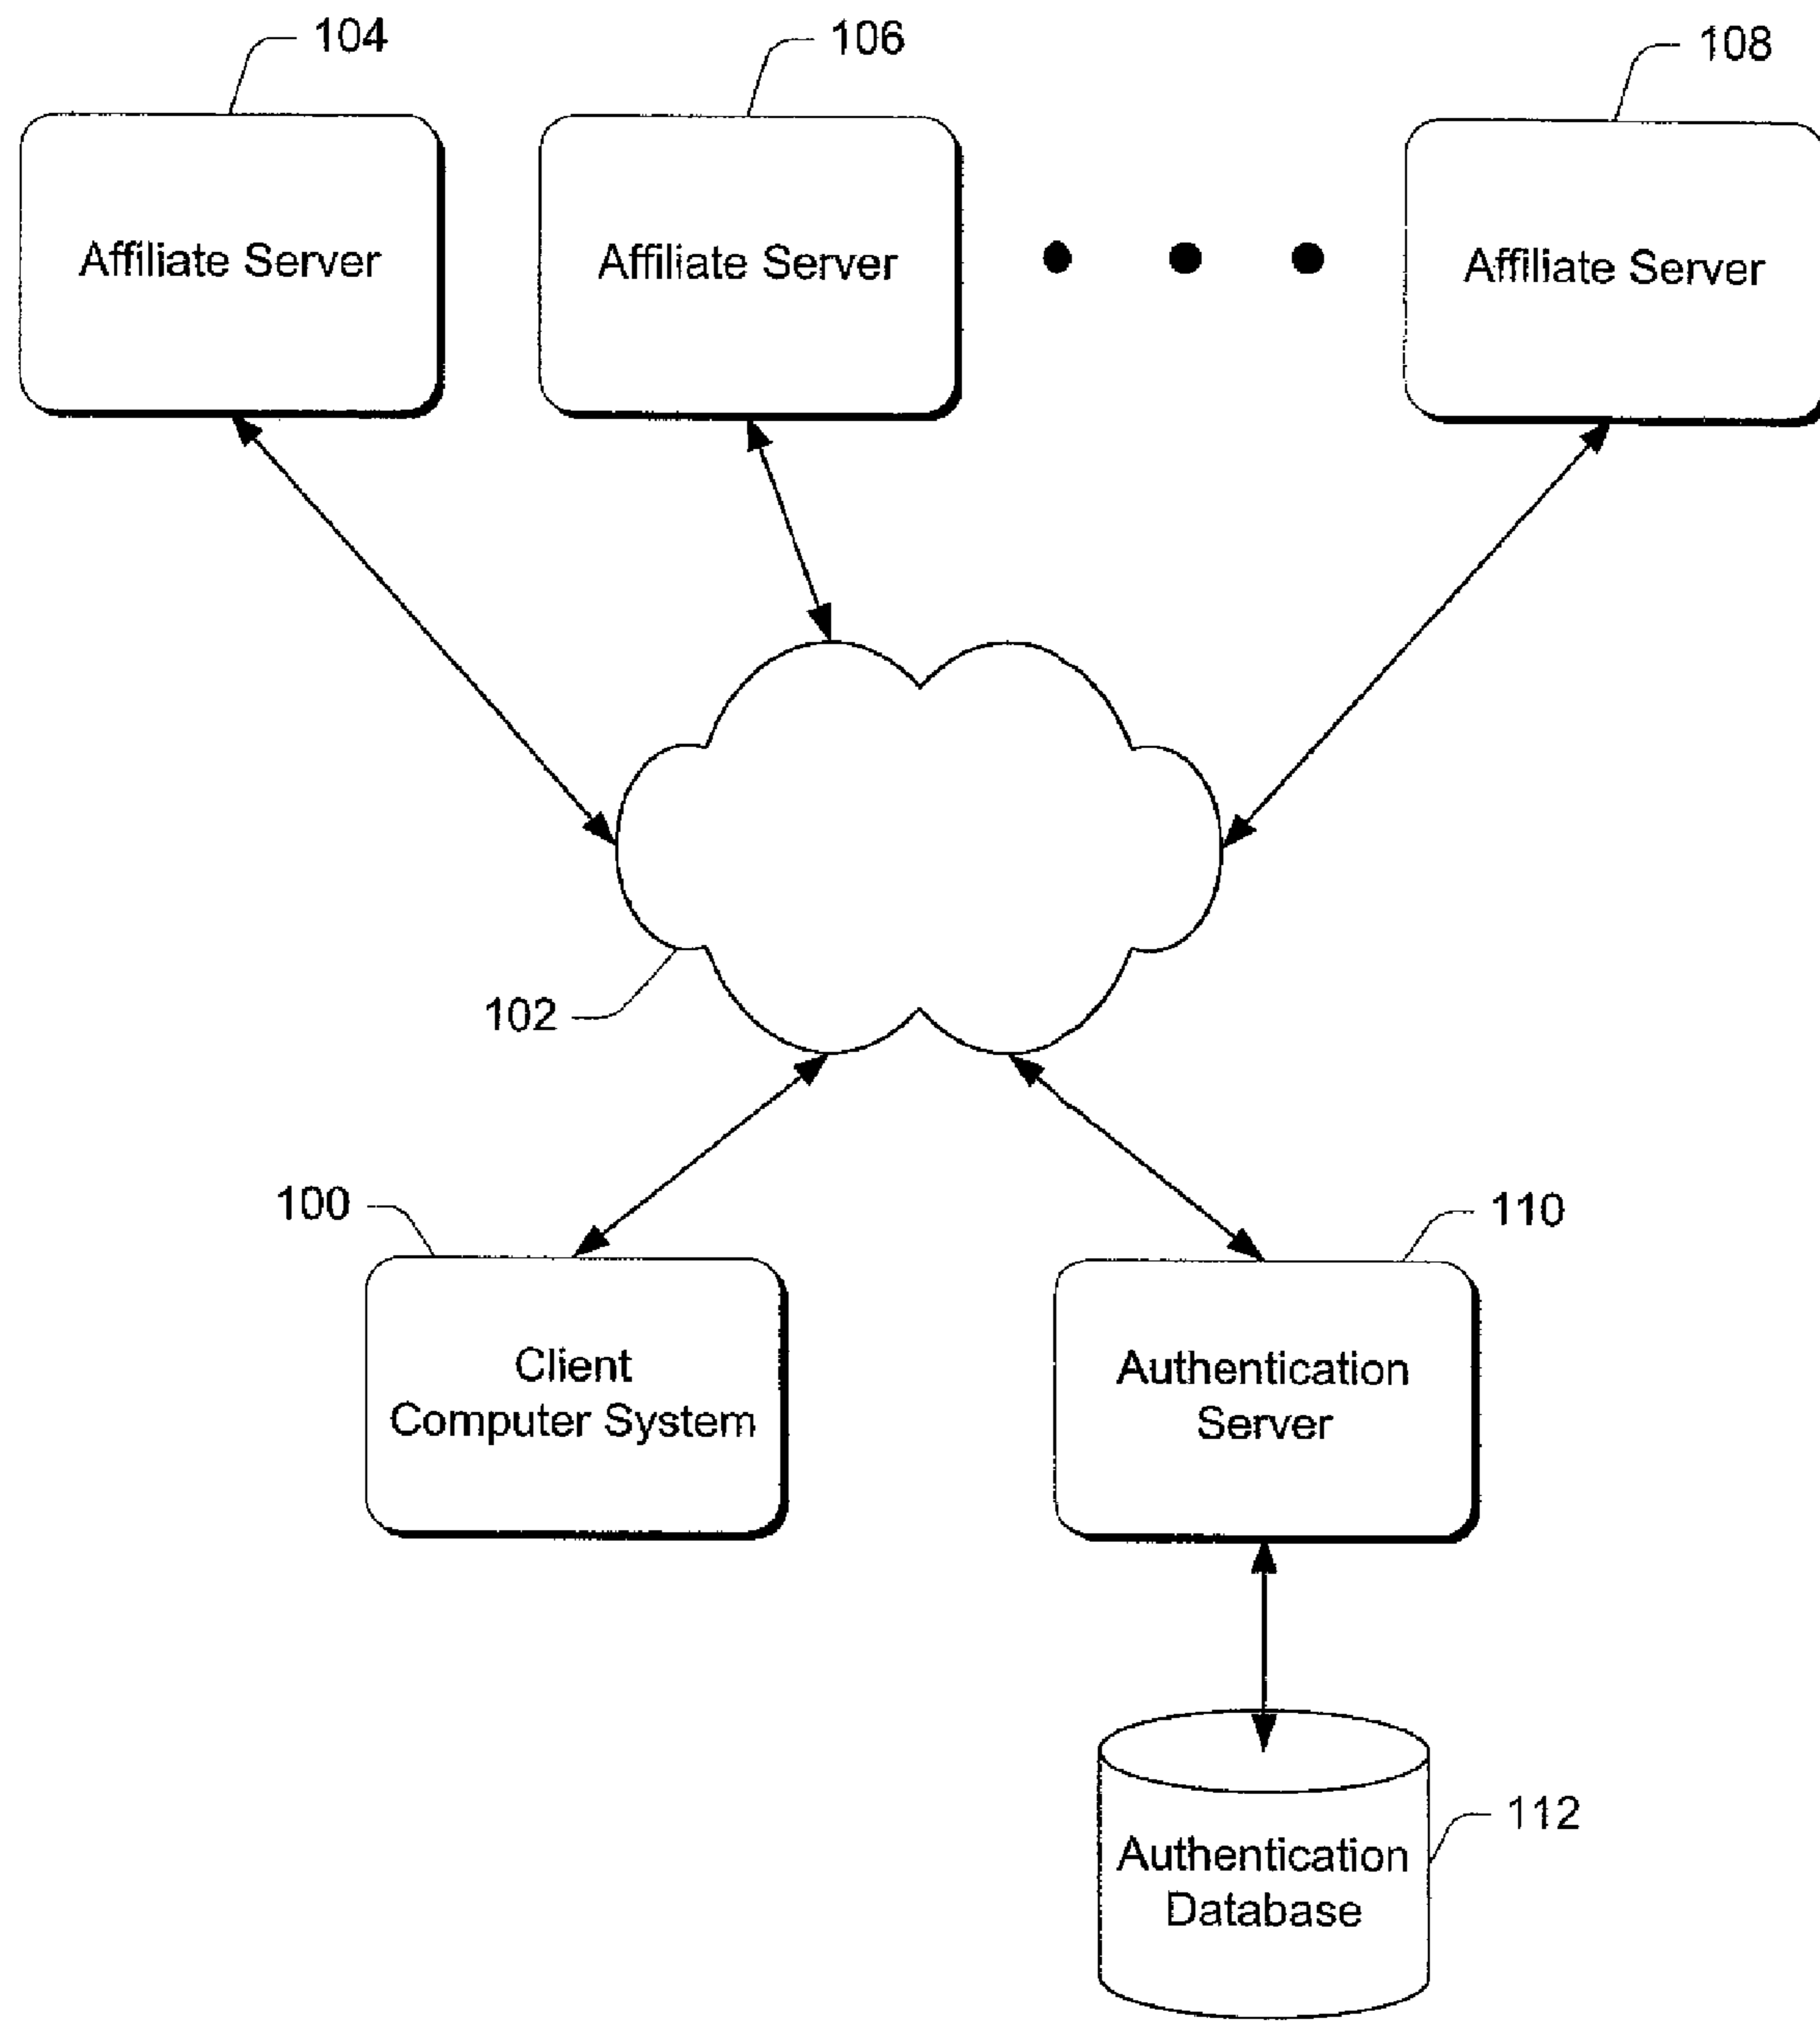 104
106
108
Affiliate Server
Affiliate Server
Affiliate Server
102
100
110
Client
Computer System
Authentication
Server
112
Authentication
Database